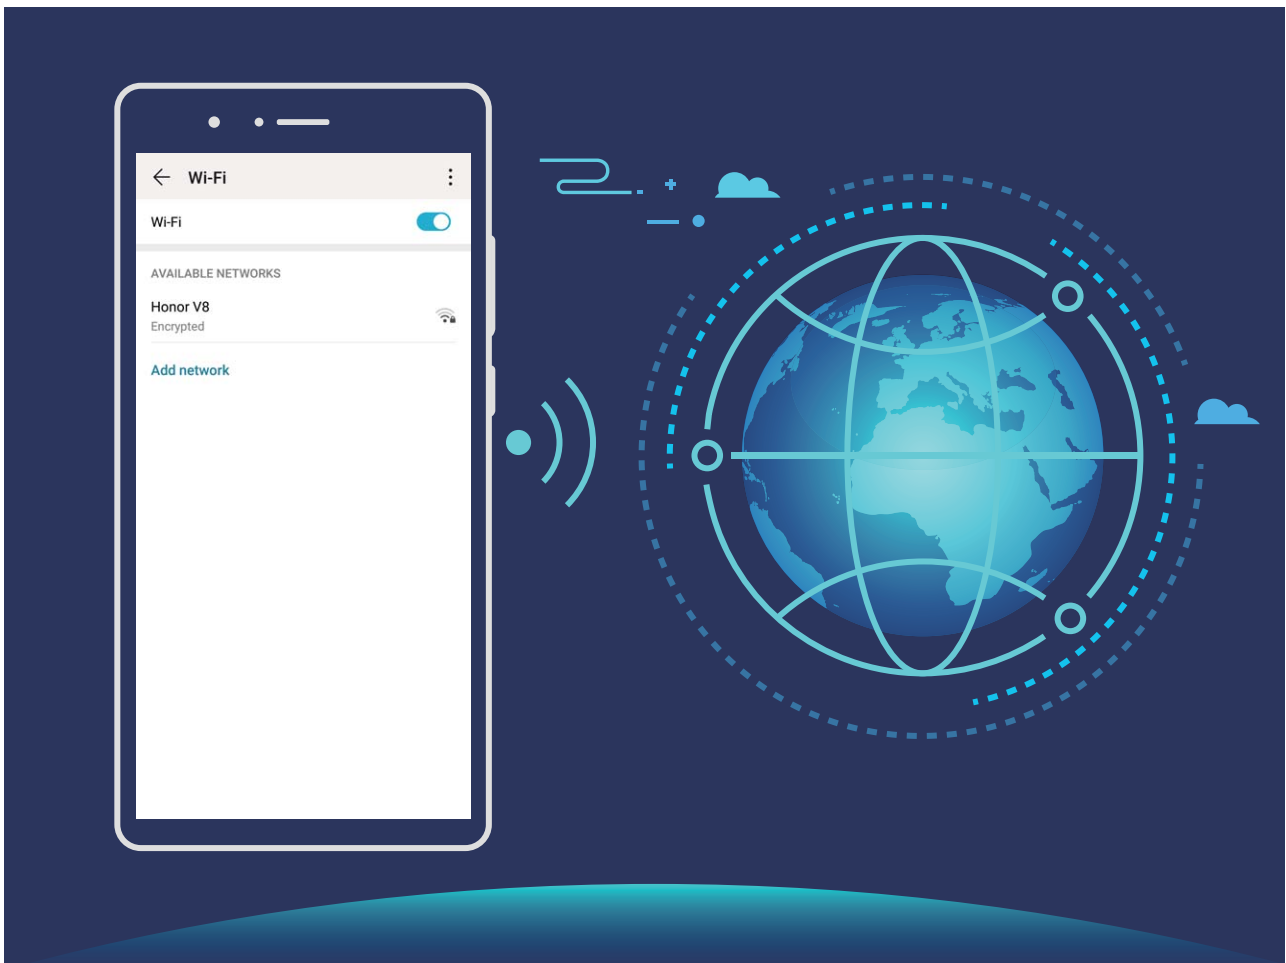 Wi-Fi
Wi-Fi
AVAILABLE NETWORKS
Honor V8
Encrypted
Add network